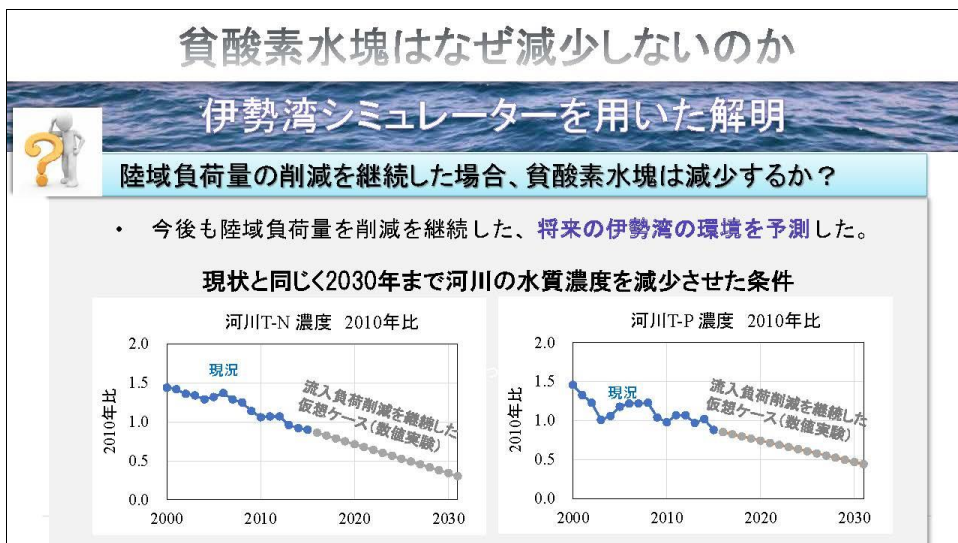 貧酸素水塊はなぜ減少しないのか
伊勢湾シミュレーターを用いた解明
陸域負荷量の削減を継続した場合、貧酸素水塊は減少するか？
• 今後も陸域負荷量を削減を継続した、将来の伊勢湾の環境を予測した。
現状と同じく2030年まで河川の水質濃度を減少させた条件
河川T-N 濃度 2010年比
2010年比
2.0
1.5
1.0
0.5
0.0
現況
流入負荷削減を継続した
仮想ケース（数値実験）
2000 2010 2020 2030
河川T-P 濃度 2010年比
2010年比
2.0
1.5
1.0
0.5
0.0
現況
流入負荷削減を継続した
仮想ケース（数値実験）
2000 2010 2020 2030